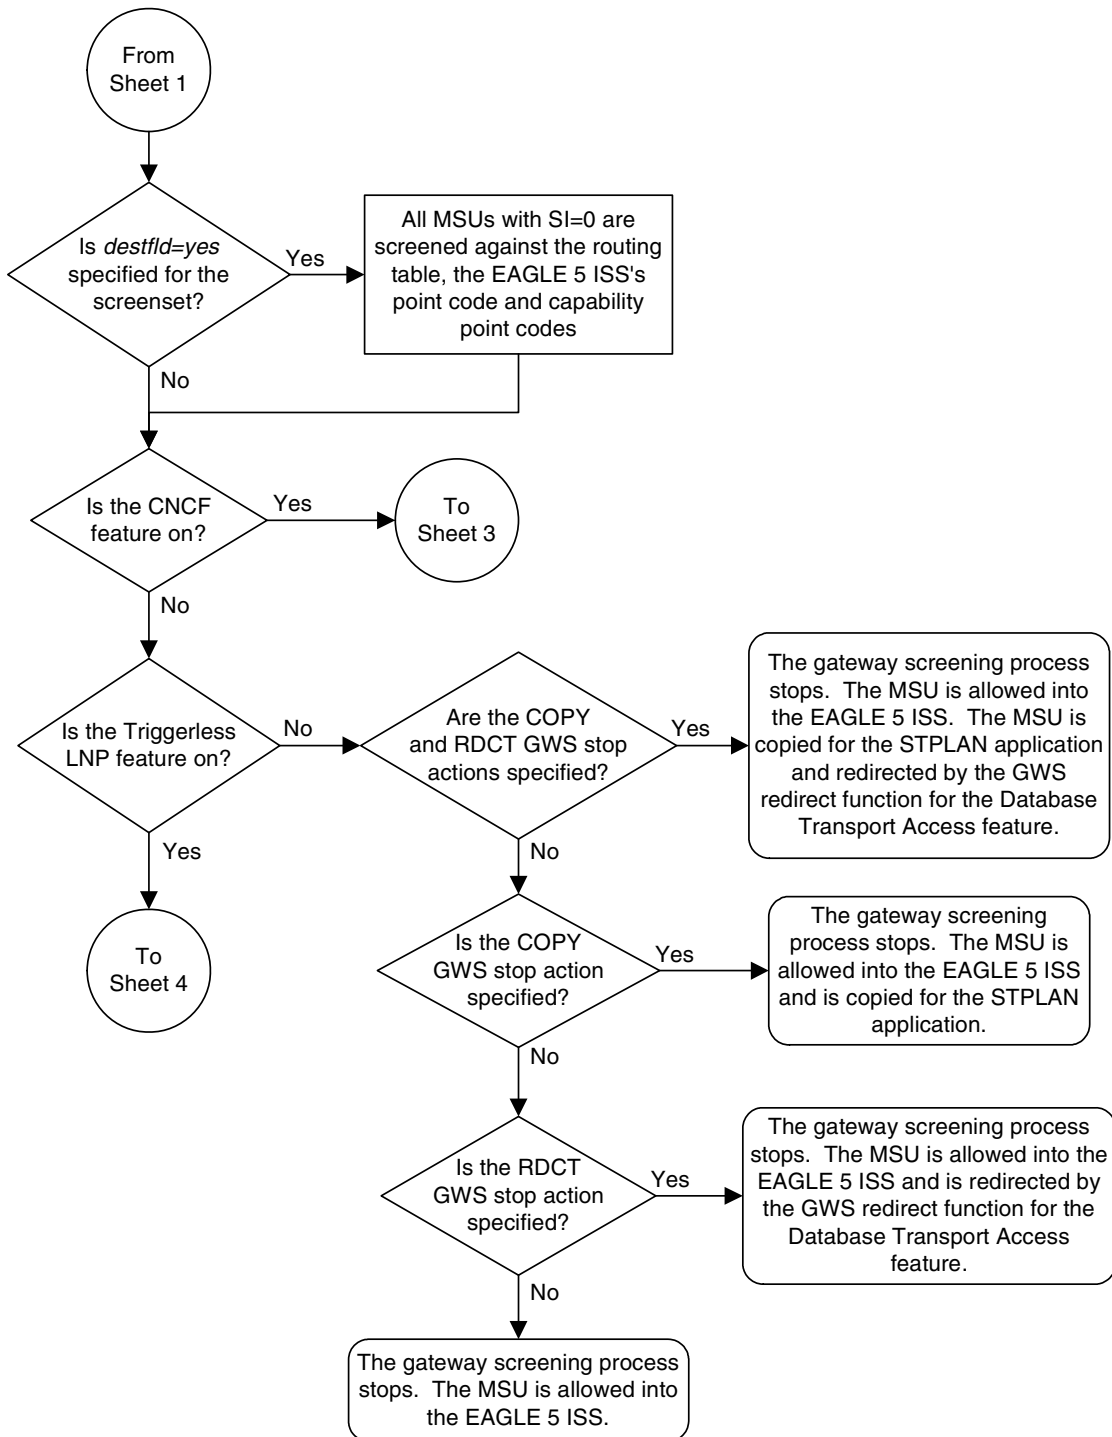 From
Sheet 1
Is destfld=yes
specified for the
screenset?
Yes
All MSUs with SI=0 are
screened against the routing
table, the EAGLE 5 ISS's
point code and capability
point codes
No
Is the CNCF
feature on?
Yes
To
Sheet 3
No
Is the Triggerless
LNP feature on?
No
Are the COPY
and RDCT GWS stop
actions specified?
Yes
The gateway screening process
stops. The MSU is allowed into
the EAGLE 5 ISS. The MSU is
copied for the STPLAN application
and redirected by the GWS
redirect function for the Database
Transport Access feature.
Yes
No
To
Sheet 4
Is the COPY
GWS stop action
specified?
Yes
The gateway screening
process stops. The MSU is
allowed into the EAGLE 5 ISS
and is copied for the STPLAN
application.
No
Is the RDCT
GWS stop action
specified?
Yes
The gateway screening process
stops. The MSU is allowed into the
EAGLE 5 ISS and is redirected by
the GWS redirect function for the
Database Transport Access
feature.
No
The gateway screening process
stops. The MSU is allowed into
the EAGLE 5 ISS.